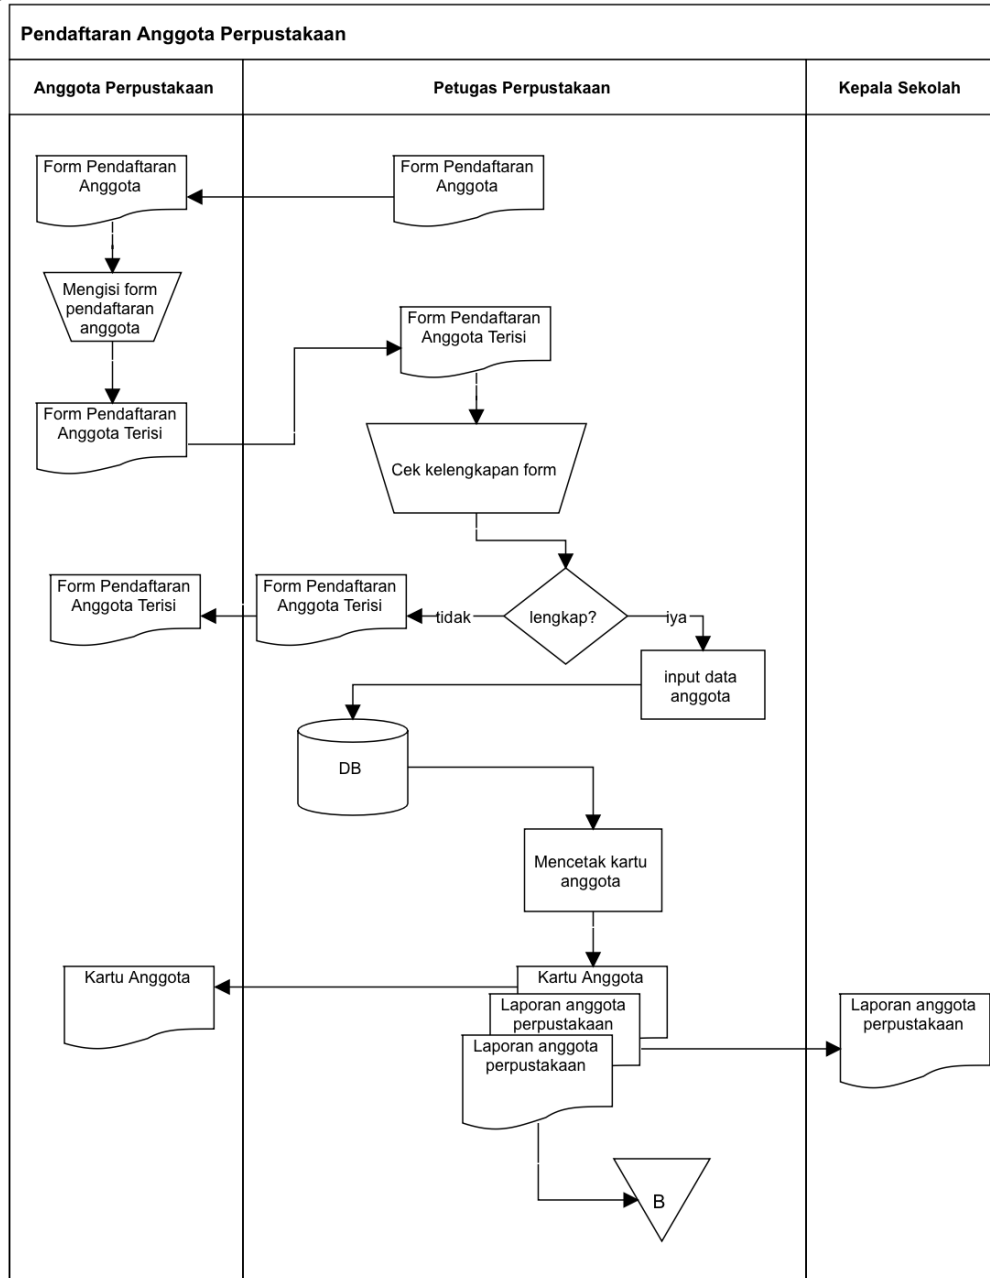 Pendaftaran Anggota Perpustakaan
Anggota Perpustakaan
Petugas Perpustakaan
Kepala Sekolah
Form Pendaftaran
Anggota
Form Pendaftaran
Anggota
Mengisi form
pendaftaran
anggota
Form Pendaftaran
Anggota Terisi
Form Pendaftaran
Anggota Terisi
Cek kelengkapan form
Form Pendaftaran
Anggota Terisi
Form Pendaftaran
Anggota Terisi
tidak
lengkap?
iya
input data
anggota
DB
Mencetak kartu
anggota
Kartu Anggota
Kartu Anggota
Laporan anggota
perpustakaan
Laporan anggota
perpustakaan
Laporan anggota
perpustakaan
B